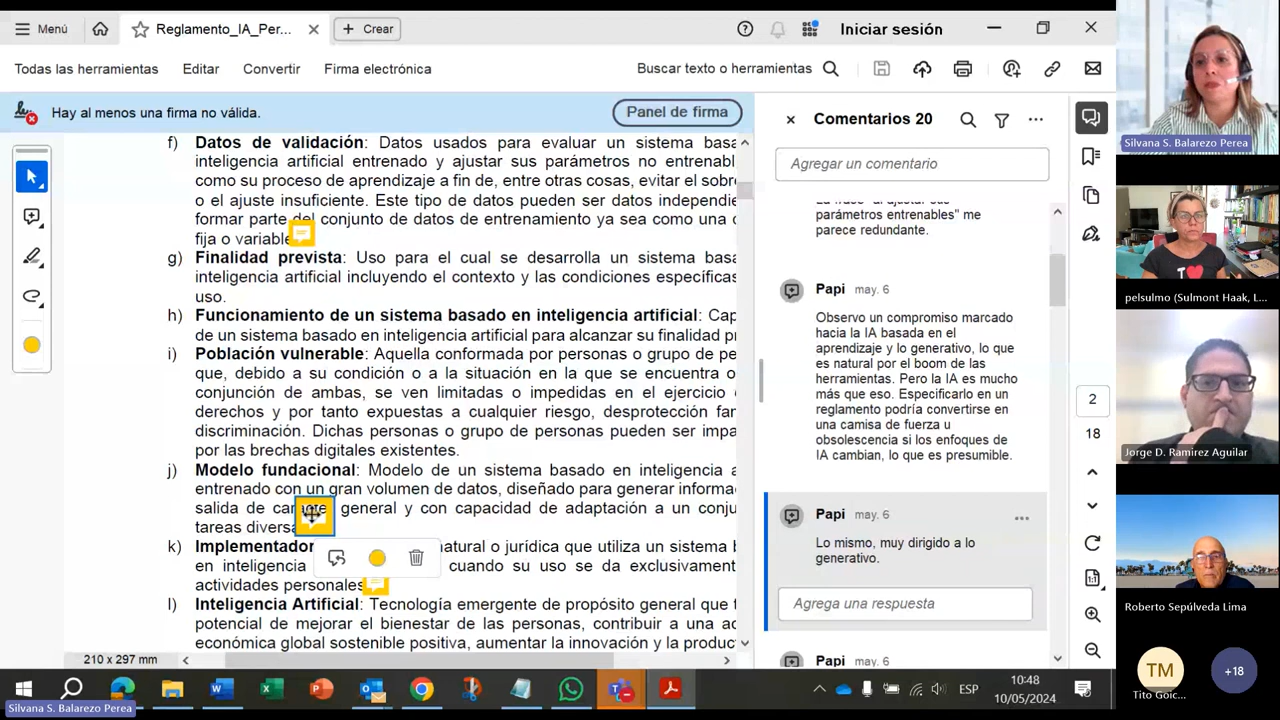 Menú
Reglamento_IA_Per...
Crear
Iniciar sesión
Todas las herramientas
Editar
Convertir
Firma electrónica
Buscar texto o herramientas
Hay al menos una firma no válida.
Panel de firma
f) Datos de validación: Datos usados para evaluar un sistema basa
inteligencia artificial entrenado y ajustar sus parámetros no entrenabl
como su proceso de aprendizaje a fin de, entre otras cosas, evitar el sobre
o el ajuste insuficiente. Este tipo de datos pueden ser datos independie
formar parte del conjunto de datos de entrenamiento ya sea como una d
fija o variable
g) Finalidad prevista: Uso para el cual se desarrolla un sistema basa
inteligencia artificial incluyendo el contexto y las condiciones específicas
uso.
h) Funcionamiento de un sistema basado en inteligencia artificial: Cap
de un sistema basado en inteligencia artificial para alcanzar su finalidad pr
i) Población vulnerable: Aquella conformada por personas o grupo de pe
que, debido a su condición o a la situación en la que se encuentra o
conjunción de ambas, se ven limitadas o impedidas en el ejercicio d
derechos y por tanto expuestas a cualquier riesgo, desprotección fam
discriminación. Dichas personas o grupo de personas pueden ser impa
por las brechas digitales existentes.
j) Modelo fundacional: Modelo de un sistema basado en inteligencia a
entrenado con un gran volumen de datos, diseñado para generar informa
salida de general y con capacidad de adaptación a un conju
tareas diversa
k) Implementador natural o jurídica que utiliza un sistema b
en inteligencia cuando su uso se da exclusivament
actividades personales
l) Inteligencia Artificial: Tecnología emergente de propósito general que t
potencial de mejorar el bienestar de las personas, contribuir a una ac
económica global sostenible positiva, aumentar la innovación y la produc
210 x 297 mm
Comentarios 20
Agregar un comentario
parámetros entrenables" me
parece redundante.
Papi may. 6
Observo un compromiso marcado
hacia la IA basada en el
aprendizaje y lo generativo, lo que
es natural por el boom de las
herramientas. Pero la IA es mucho
más que eso. Especificarlo en un
reglamento podría convertirse en
una camisa de fuerza u
obsolescencia si los enfoques de
IA cambian, lo que es presumible.
Papi may. 6
Lo mismo, muy dirigido a lo
generativo.
Agrega una respuesta
Papi may. 6
2
18
Silvana S. Balarezo Perea
pelsulmo (Sulmont Haak, L...
Jorge D. Ramirez Aguilar
Roberto Sepúlveda Lima
TM
Tito Goic...
+18
ESP
10:48
10/05/2024
Silvana S. Balarezo Perea